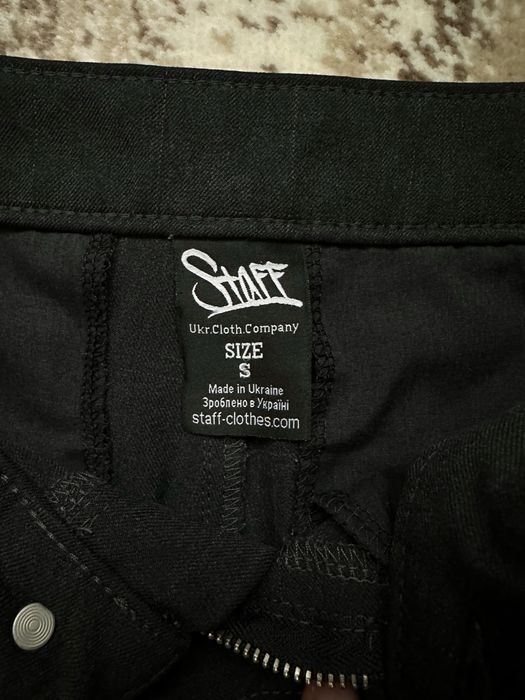 Staff
Ukr.Cloth.Company
SIZE
S
Made in Ukraine
Зроблено в Україні
staff-clothes.com